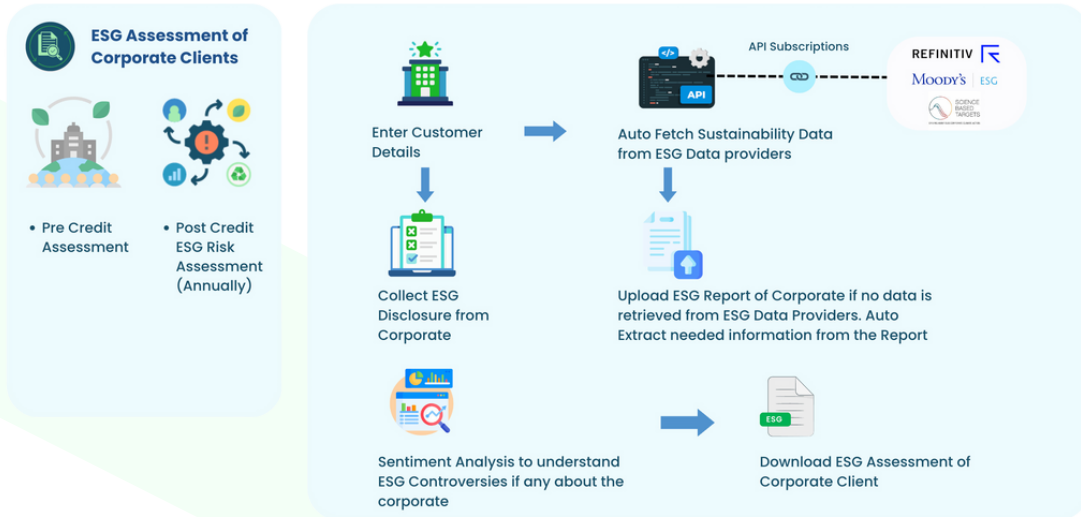 ESG Assessment of
Corporate Clients
• Pre Credit
Assessment
• Post Credit
ESG Risk
Assessment
(Annually)
Enter Customer
Details
API
Auto Fetch Sustainability Data
from ESG Data providers
API Subscriptions
REFINITIV
MOODY'S | ESG
SCIENCE
BASED
TARGETS
Collect ESG
Disclosure from
Corporate
Upload ESG Report of Corporate if no data is
retrieved from ESG Data Providers. Auto
Extract needed information from the Report
Sentiment Analysis to understand
ESG Controversies if any about the
corporate
ESG
Download ESG Assessment of
Corporate Client